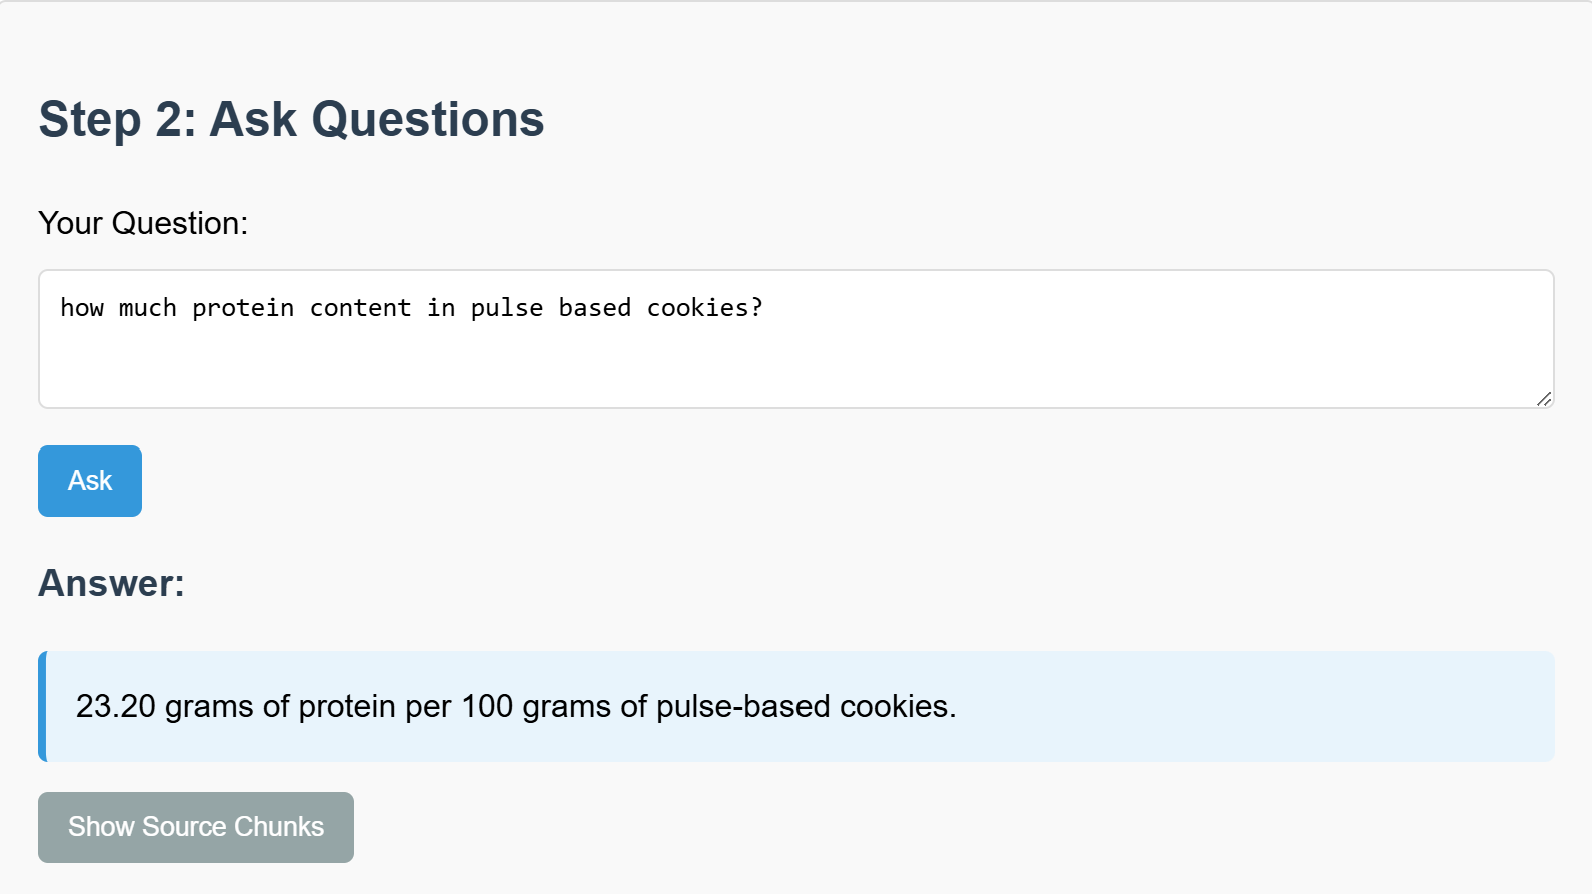 Step 2: Ask Questions
Your Question:
how much protein content in pulse based cookies?
Ask
Answer:
23.20 grams of protein per 100 grams of pulse-based cookies.
Show Source Chunks